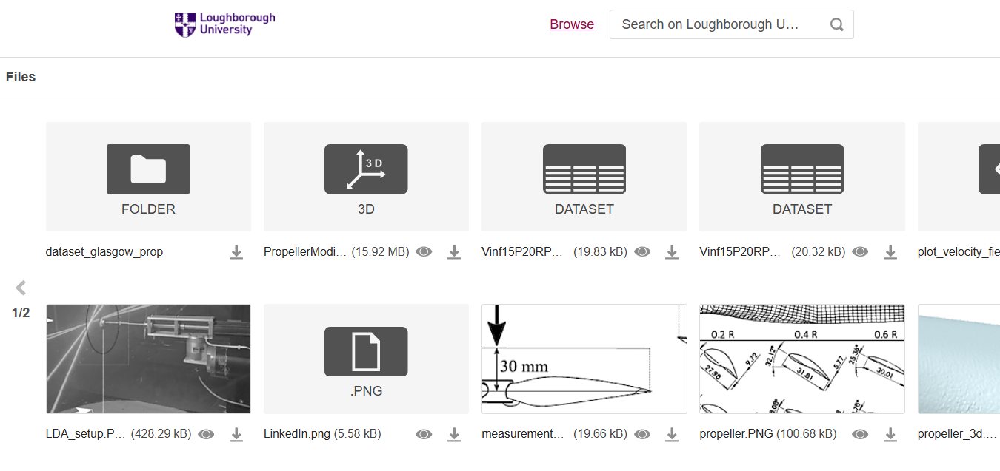 Loughborough
University
Browse
Search on Loughborough U…
Files
3 D
FOLDER
3D
DATASET
DATASET
dataset_glasgow_prop
PropellerModi… (15.92 MB)
Vinf15P20RP… (19.83 kB)
Vinf15P20RP… (20.32 kB)
plot_velocity_fie
1/2
30 mm
.PNG
0.2 R
0.4 R
0.6 R
32.12°
9.72
27.98
31.81
5.77
25.36°
30.01
LDA_setup.P… (428.29 kB)
LinkedIn.png (5.58 kB)
measurement… (19.66 kB)
propeller.PNG (100.68 kB)
propeller_3d.…